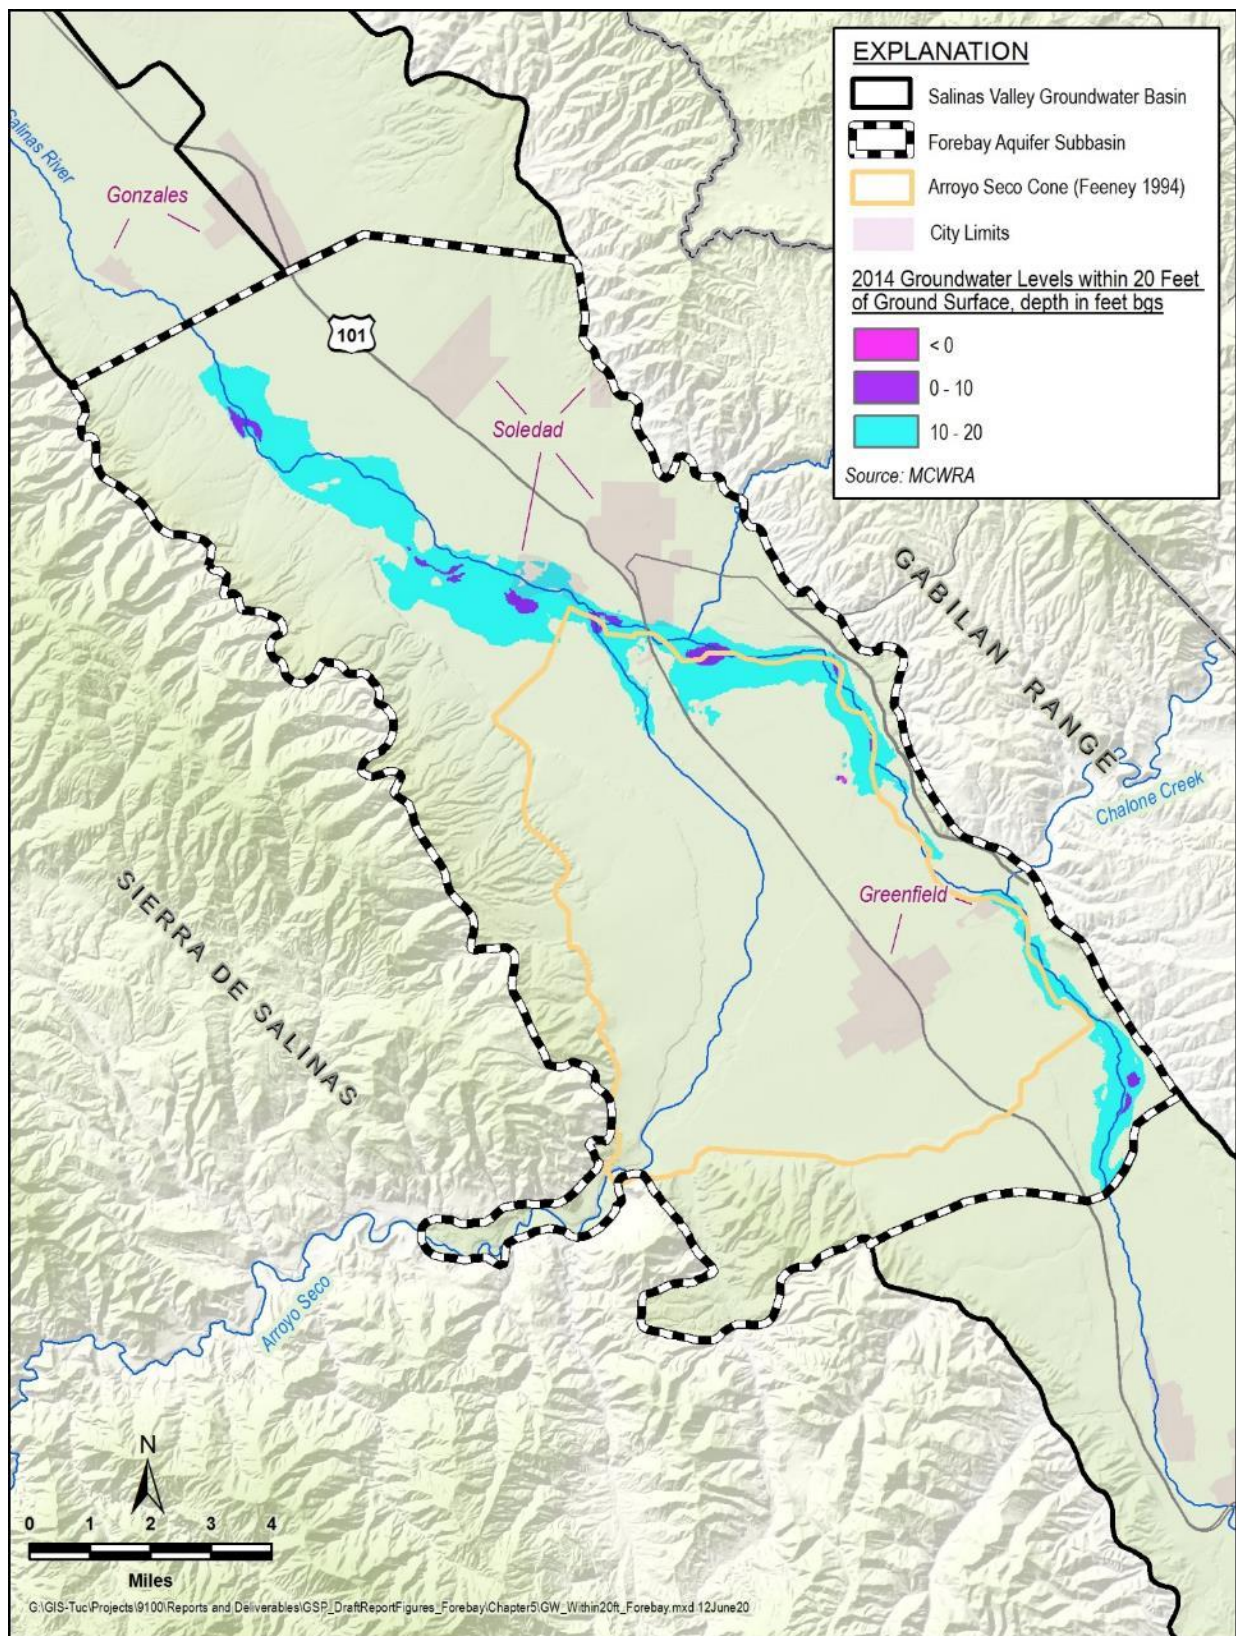 EXPLANATION
Salinas Valley Groundwater Basin
Forebay Aquifer Subbasin
Arroyo Seco Cone (Feeney 1994)
City Limits
2014 Groundwater Levels within 20 Feet
of Ground Surface, depth in feet bgs
< 0
0 - 10
10 - 20
Source: MCWRA
Salinas River
Gonzales
101
Soledad
GABILAN RANGE
Chalone Creek
Greenfield
SIERRA DE SALINAS
Arroyo Seco
N
0 1 2 3 4
Miles
G:\GIS-Tuc\Projects\9100\Reports and Deliverables\GSP_DraftReportFigures_Forebay\Chapter5\GW_Within20ft_Forebay.mxd 12June20